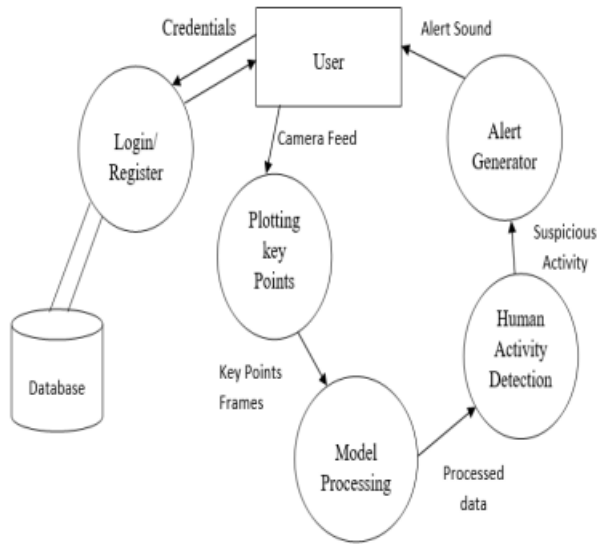 Credentials
User
Alert Sound
Login/
Register
Camera Feed
Alert
Generator
Plotting
key
Points
Suspicious
Activity
Database
Key Points
Frames
Human
Activity
Detection
Model
Processing
Processed
data